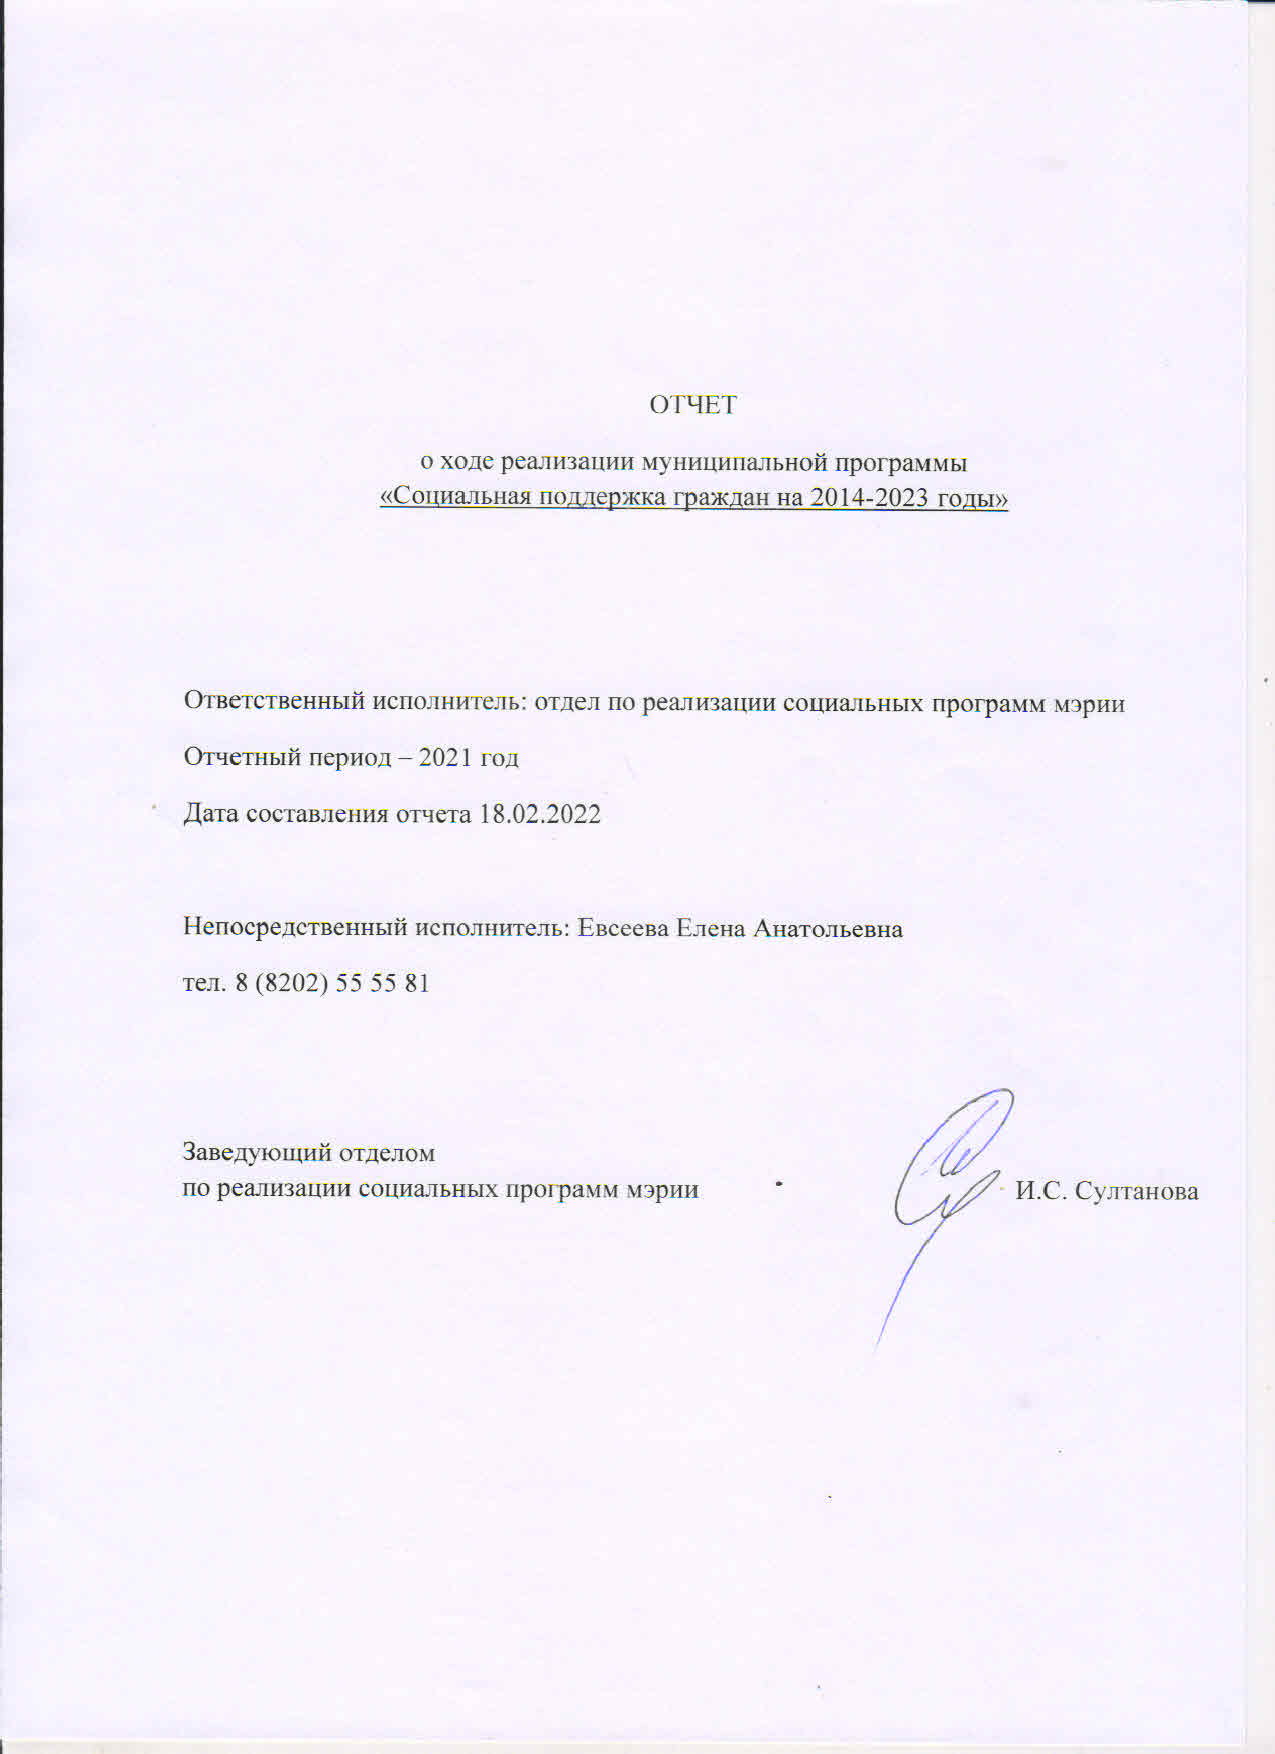 ОТЧЕТ
о ходе реализации муниципальной программы
«Социальная поддержка граждан на 2014-2023 годы»
Ответственный исполнитель: отдел по реализации социальных программ мэрии
Отчетный период – 2021 год
Дата составления отчета 18.02.2022
Непосредственный исполнитель: Евсеева Елена Анатольевна
тел. 8 (8202) 55 55 81
Заведующий отделом
по реализации социальных программ мэрии И.С. Султанова